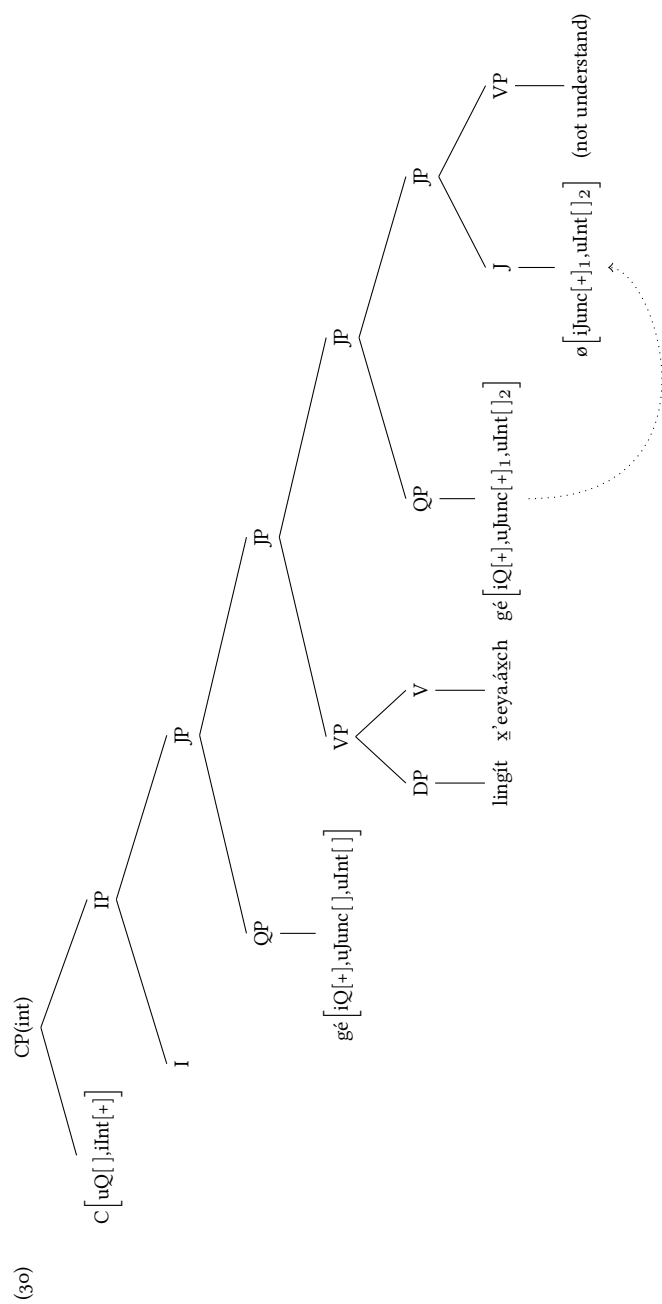 (30)
CP(int)
C [uQ[ ],iInt[+]] IP
I JP
QP JP
gé [iQ[+],uJunc[ ],uInt[ ]] VP JP
DP V QP JP
lingít x̲'eeya.áx̲ch gé [iQ[+],uJunc[+]₁,uInt[ ]₂] J VP
ø [iJunc[+]₁,uInt[ ]₂] (not understand)